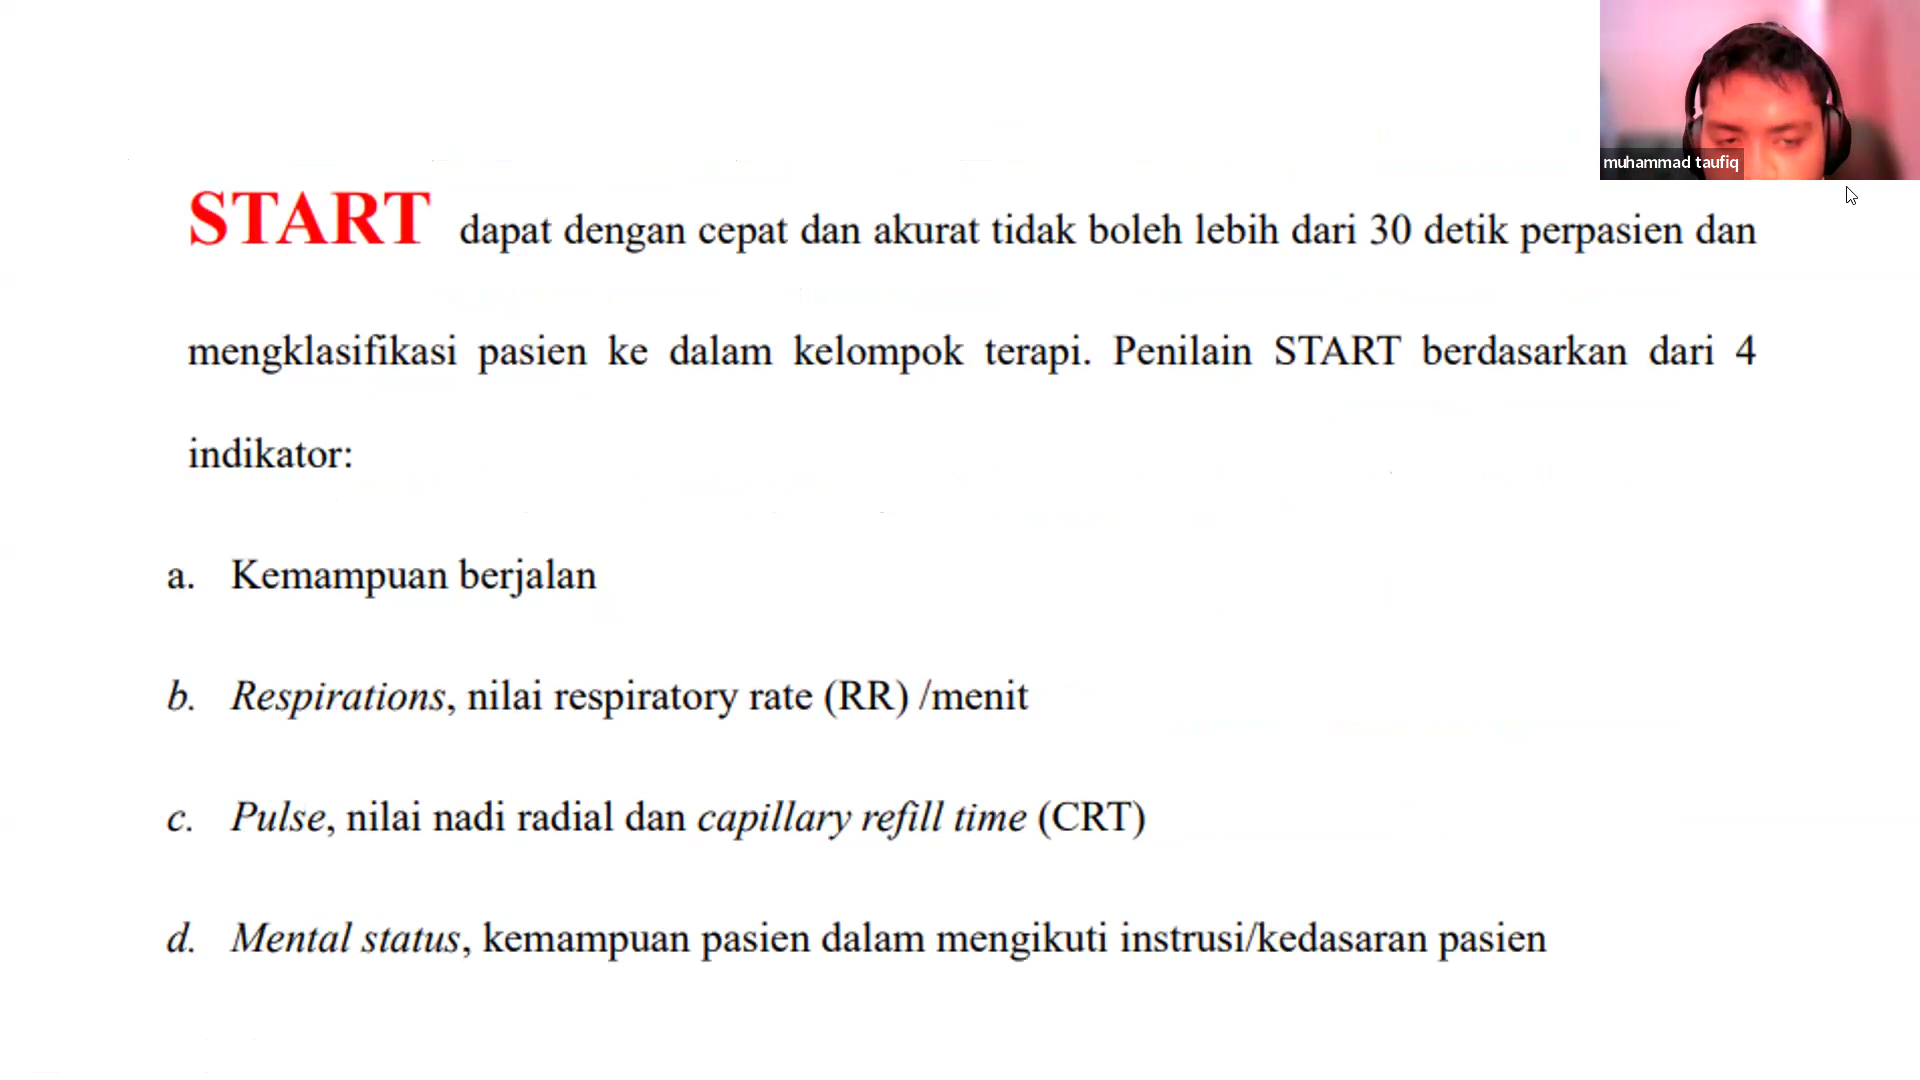 muhammad taufiq
START dapat dengan cepat dan akurat tidak boleh lebih dari 30 detik perpasien dan
mengklasifikasi pasien ke dalam kelompok terapi. Penilain START berdasarkan dari 4
indikator:
a. Kemampuan berjalan
b. Respirations, nilai respiratory rate (RR) /menit
c. Pulse, nilai nadi radial dan capillary refill time (CRT)
d. Mental status, kemampuan pasien dalam mengikuti instrusi/kedasaran pasien